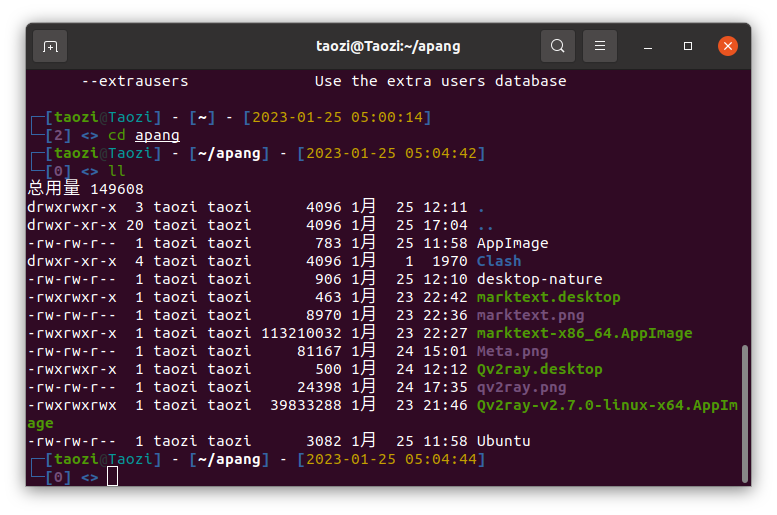 taozi@Taozi:~/apang
--extrausers Use the extra users database
┌─[taozi@Taozi] - [~] - [2023-01-25 05:00:14]
└─[2] <> cd apang
┌─[taozi@Taozi] - [~/apang] - [2023-01-25 05:04:42]
└─[0] <> ll
总用量 149608
drwxrwxr-x 3 taozi taozi 4096 1月 25 12:11 .
drwxr-xr-x 20 taozi taozi 4096 1月 25 17:04 ..
-rw-rw-r-- 1 taozi taozi 783 1月 25 11:58 AppImage
drwxr-xr-x 4 taozi taozi 4096 1月 1 1970 Clash
-rw-rw-r-- 1 taozi taozi 906 1月 25 12:10 desktop-nature
-rwxrwxr-x 1 taozi taozi 463 1月 23 22:42 marktext.desktop
-rw-rw-r-- 1 taozi taozi 8970 1月 23 22:36 marktext.png
-rwxrwxr-x 1 taozi taozi 113210032 1月 23 22:27 marktext-x86_64.AppImage
-rw-rw-r-- 1 taozi taozi 81167 1月 24 15:01 Meta.png
-rwxrwxr-x 1 taozi taozi 500 1月 24 12:12 Qv2ray.desktop
-rw-rw-r-- 1 taozi taozi 24398 1月 24 17:35 qv2ray.png
-rwxrwxrwx 1 taozi taozi 39833288 1月 23 21:46 Qv2ray-v2.7.0-linux-x64.AppIm
age
-rw-rw-r-- 1 taozi taozi 3082 1月 25 11:58 Ubuntu
┌─[taozi@Taozi] - [~/apang] - [2023-01-25 05:04:44]
└─[0] <>